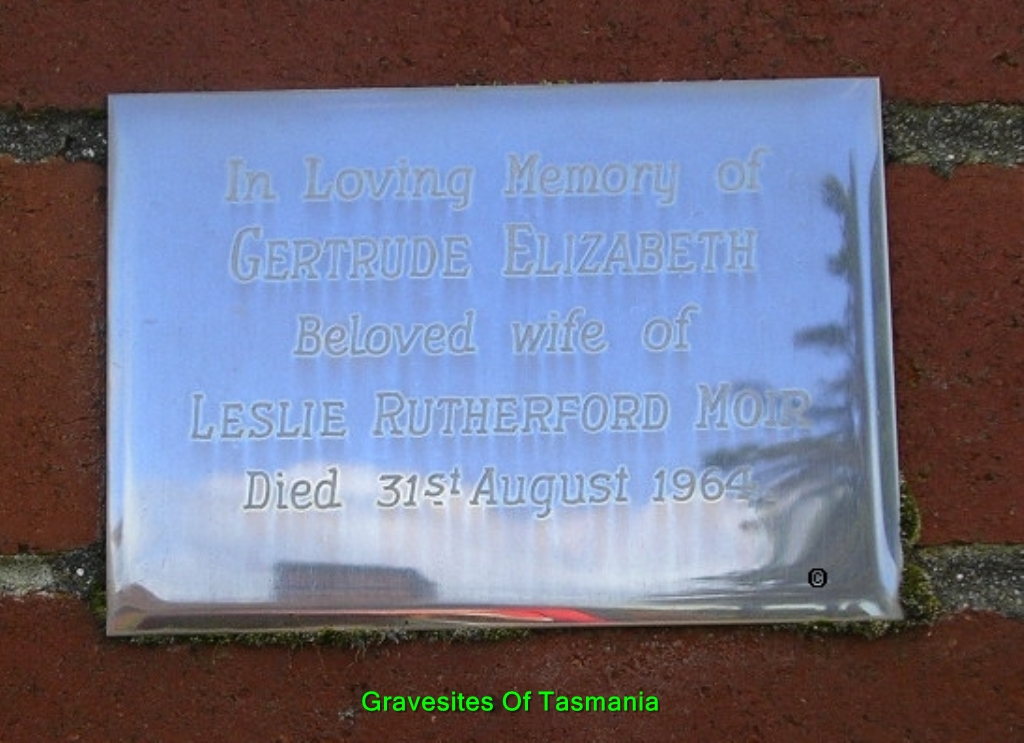 In Loving Memory of
GERTRUDE ELIZABETH
Beloved wife of
LESLIE RUTHERFORD MOIR
Died 31st August 1964.
©
Gravesites Of Tasmania